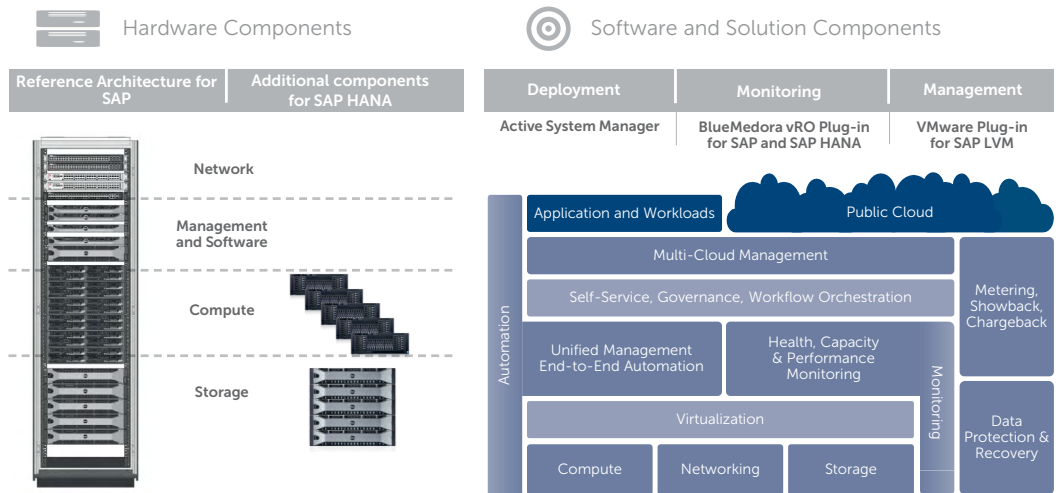 Hardware Components
Reference Architecture for
SAP
Additional components
for SAP HANA
Network
Management
and Software
Compute
Storage
Software and Solution Components
Deployment
Monitoring
Management
Active System Manager
BlueMedora vRO Plug-in
for SAP and SAP HANA
VMware Plug-in
for SAP LVM
Automation
Application and Workloads
Public Cloud
Multi-Cloud Management
Self-Service, Governance, Workflow Orchestration
Unified Management
End-to-End Automation
Health, Capacity
& Performance
Monitoring
Monitoring
Virtualization
Compute
Networking
Storage
Metering,
Showback,
Chargeback
Data
Protection &
Recovery